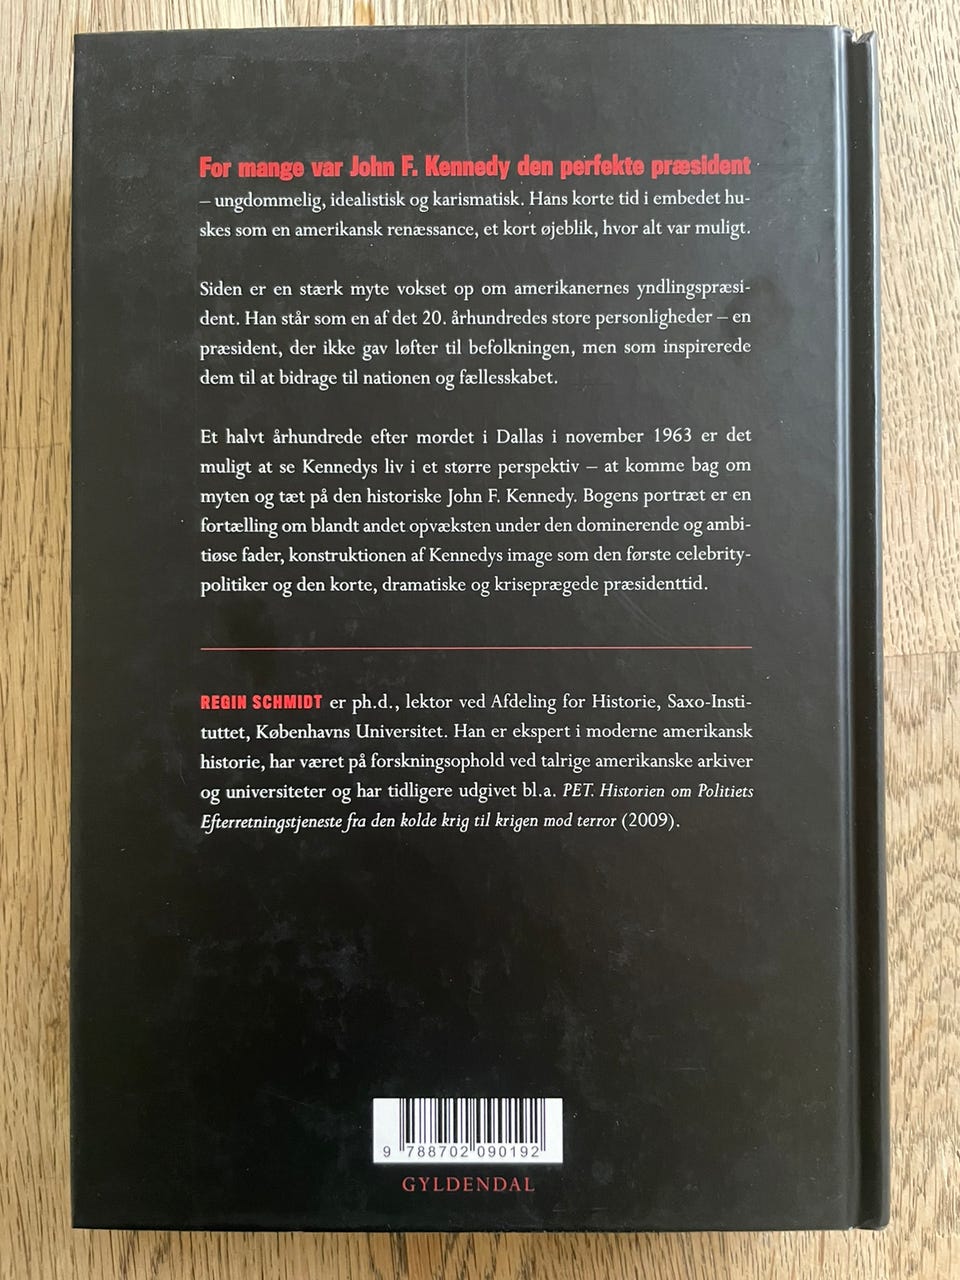 For mange var John F. Kennedy den perfekte præsident
– ungdommelig, idealistisk og karismatisk. Hans korte tid i embedet hu-
skes som en amerikansk renæssance, et kort øjeblik, hvor alt var muligt.
Siden er en stærk myte vokset op om amerikanernes yndlingspræsi-
dent. Han står som en af det 20. århundredes store personligheder – en
præsident, der ikke gav løfter til befolkningen, men som inspirerede
dem til at bidrage til nationen og fællesskabet.
Et halvt århundrede efter mordet i Dallas i november 1963 er det
muligt at se Kennedys liv i et større perspektiv – at komme bag om
myten og tæt på den historiske John F. Kennedy. Bogens portræt er en
fortælling om blandt andet opvæksten under den dominerende og ambi-
tiøse fader, konstruktionen af Kennedys image som den første celebrity-
politiker og den korte, dramatiske og kriseprægede præsidenttid.
REGIN SCHMIDT er ph.d., lektor ved Afdeling for Historie, Saxo-Insti-
tuttet, Københavns Universitet. Han er ekspert i moderne amerikansk
historie, har været på forskningsophold ved talrige amerikanske arkiver
og universiteter og har tidligere udgivet bl.a. PET. Historien om Politiets
Efterretningstjeneste fra den kolde krig til krigen mod terror (2009).
9 788702 090192
GYLDENDAL